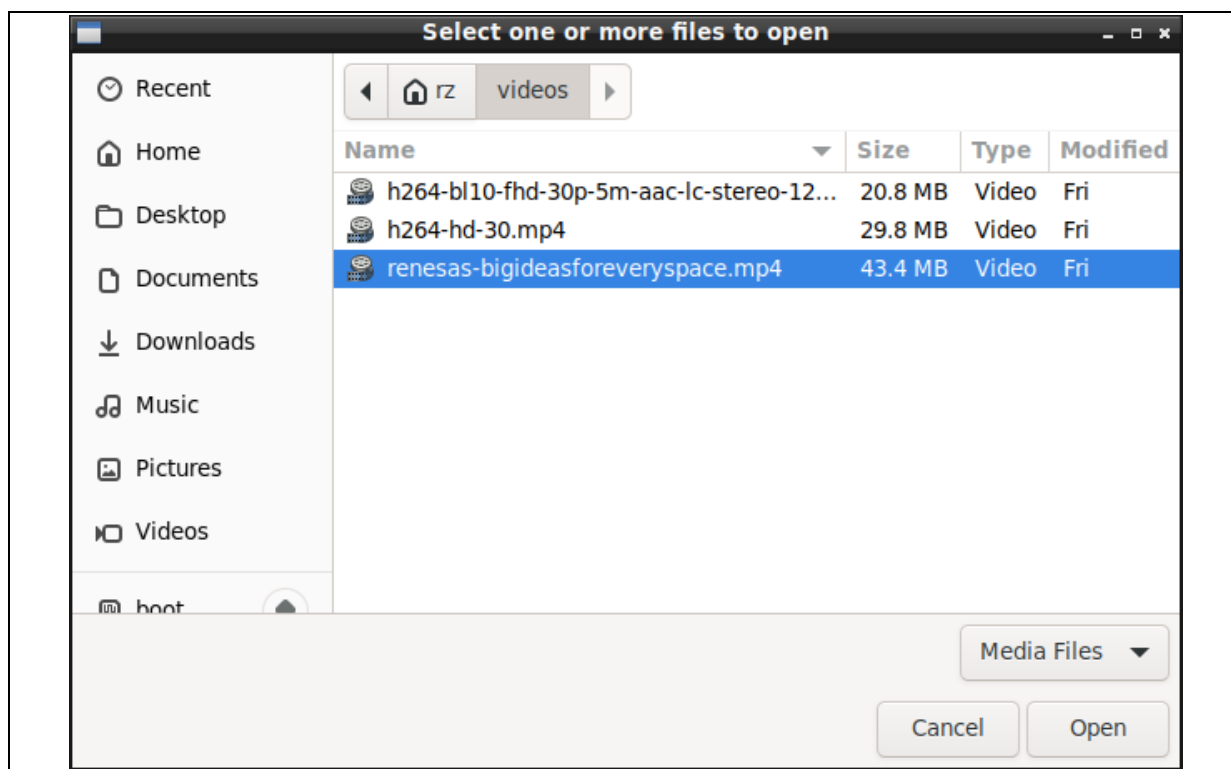 Select one or more files to open
Recent
Home
Desktop
Documents
Downloads
Music
Pictures
Videos
boot
rz videos
Name Size Type Modified
h264-bl10-fhd-30p-5m-aac-lc-stereo-12... 20.8 MB Video Fri
h264-hd-30.mp4 29.8 MB Video Fri
renesas-bigideasforeveryspace.mp4 43.4 MB Video Fri
Media Files
Cancel Open